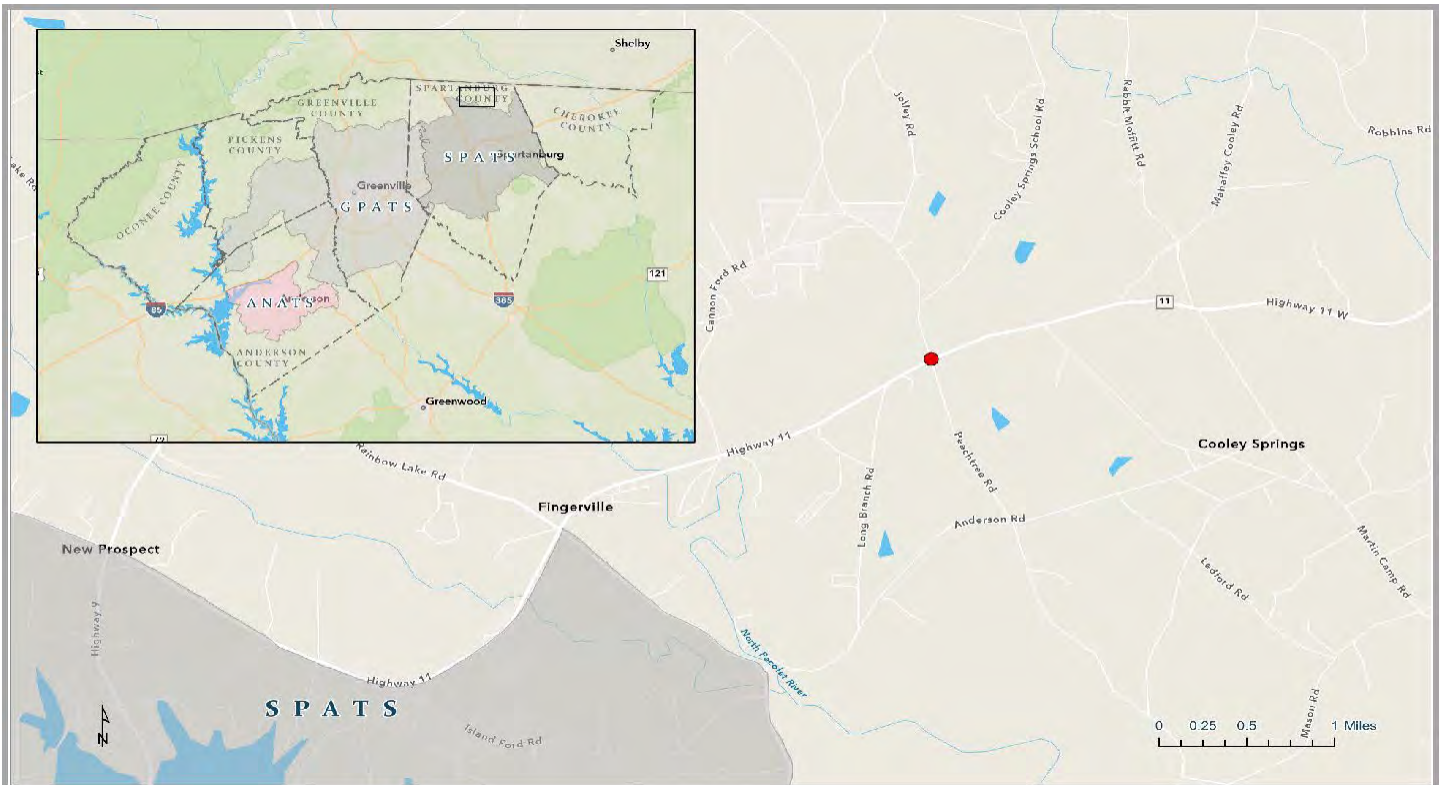 Shelby
SPARTANBURG
COUNTY
GREENVILLE
COUNTY
CHEROKEE
COUNTY
PICKENS
COUNTY
SPATS
Spartanburg
OCONEE COUNTY
Greenville
GPATS
121
ANATS
Anderson
85
385
ANDERSON
COUNTY
Greenwood
Lake Rd
Jolley Rd
Cooley Springs School Rd
Rabbit Moffitt Rd
Mahaffey Cooley Rd
Robbins Rd
Cannon Ford Rd
11
Highway 11 W
Highway 11
Rainbow Lake Rd
Peachtree Rd
Cooley Springs
Long Branch Rd
Fingerville
Anderson Rd
New Prospect
Ledford Rd
Martin Camp Rd
Highway 9
North Pacolet River
Highway 11
SPATS
Island Ford Rd
Mason Rd
N
0 0.25 0.5 1 Miles